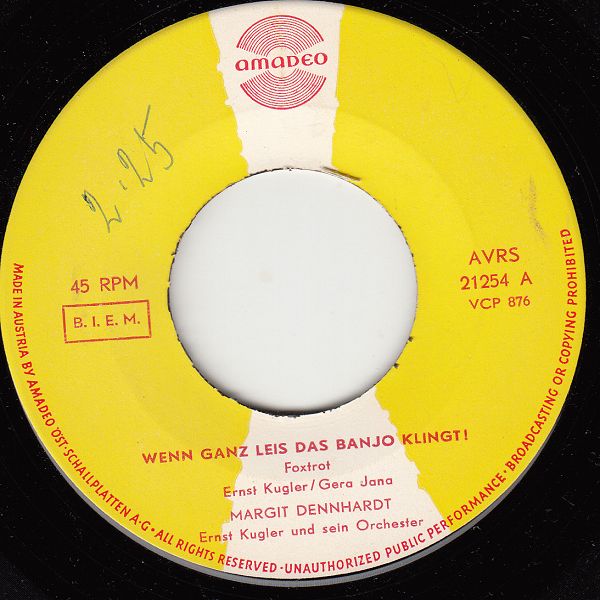 AMADEO
2.25
45 RPM
B. I. E. M.
AVRS
21254 A
VCP 876
WENN GANZ LEIS DAS BANJO KLINGT!
Foxtrot
Ernst Kugler/Gera Jana
MARGIT DENNHARDT
Ernst Kugler und sein Orchester
MADE IN AUSTRIA BY AMADEO ÖST. SCHALLPLATTEN A-G • ALL RIGHTS RESERVED • UNAUTHORIZED PUBLIC PERFORMANCE • BROADCASTING OR COPYING PROHIBITED